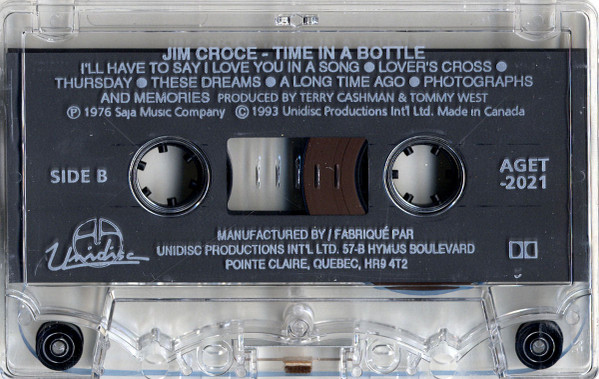 JIM CROCE - TIME IN A BOTTLE
I'LL HAVE TO SAY I LOVE YOU IN A SONG ● LOVER'S CROSS ●
THURSDAY ● THESE DREAMS ● A LONG TIME AGO ● PHOTOGRAPHS
AND MEMORIES PRODUCED BY TERRY CASHMAN & TOMMY WEST
Ⓟ 1976 Saja Music Company © 1993 Unidisc Productions Int'l Ltd. Made in Canada
SIDE B
AGET
-2021
Unidisc
MANUFACTURED BY / FABRIQUÉ PAR
UNIDISC PRODUCTIONS INT'L LTD. 57-B HYMUS BOULEVARD
POINTE CLAIRE, QUEBEC, HR9 4T2